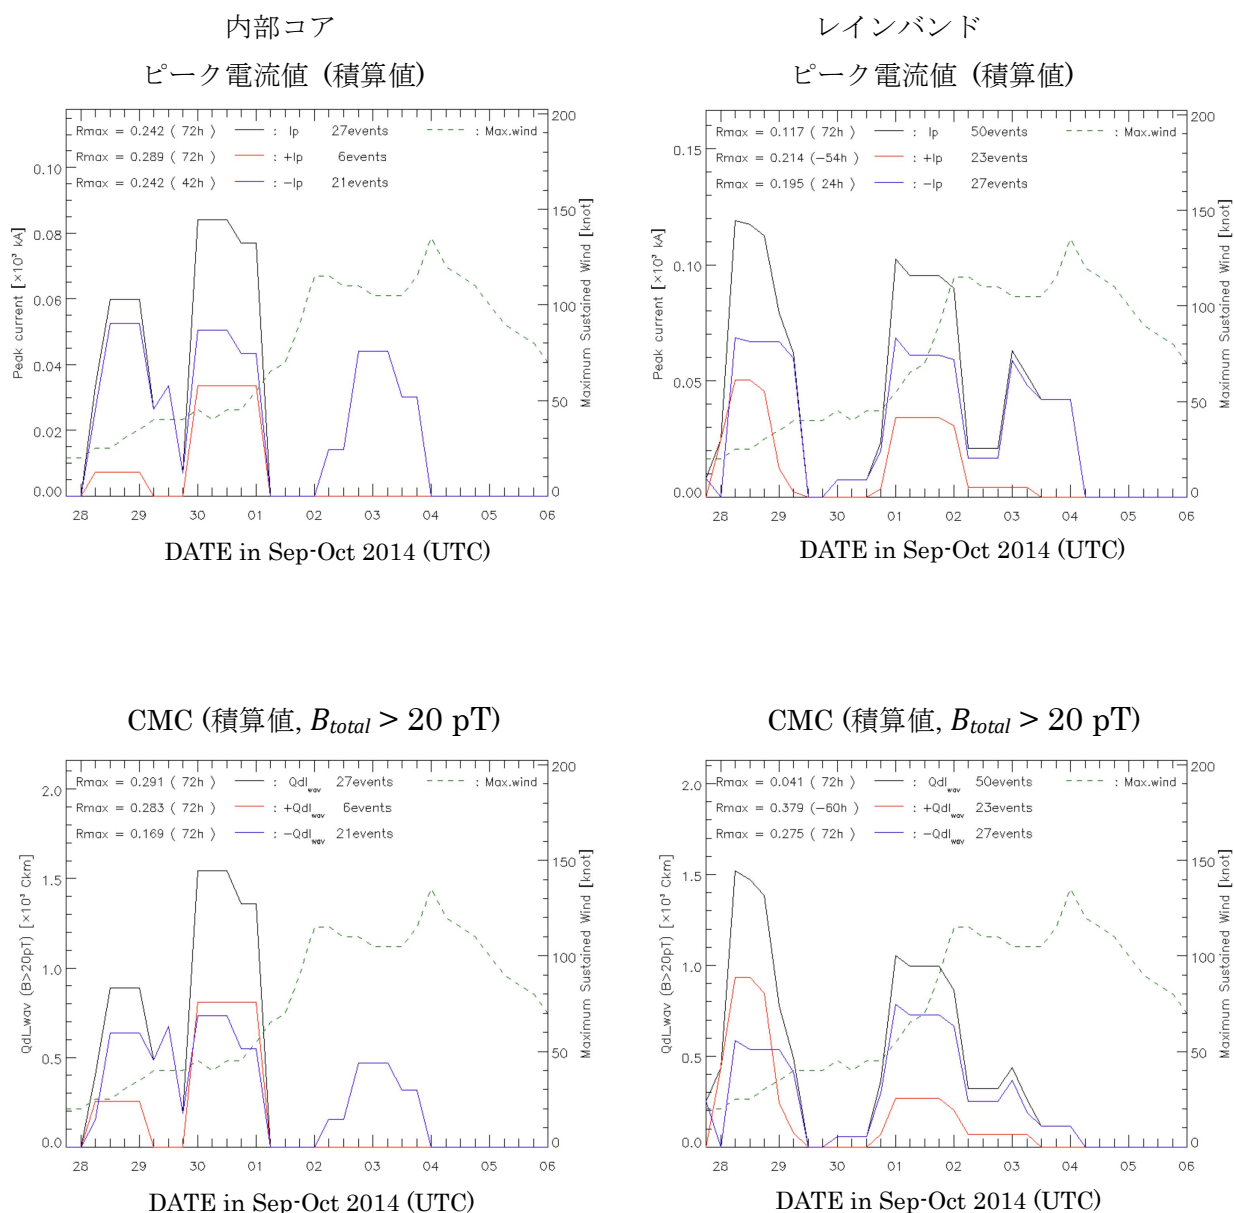 内部コア
ピーク電流値 (積算値)
Rmax = 0.242 ( 72h ) : Ip 27events : Max.wind
Rmax = 0.289 ( 72h ) : +Ip 6events
Rmax = 0.242 ( 42h ) : −Ip 21events
Peak current [×10³ kA]
0.10
0.08
0.06
0.04
0.02
0.00
200
150
100
50
0
Maximum Sustained Wind [knot]
28 29 30 01 02 03 04 05 06
DATE in Sep-Oct 2014 (UTC)
レインバンド
ピーク電流値 (積算値)
Rmax = 0.117 ( 72h ) : Ip 50events : Max.wind
Rmax = 0.214 (−54h ) : +Ip 23events
Rmax = 0.195 ( 24h ) : −Ip 27events
Peak current [×10³ kA]
0.15
0.10
0.05
0.00
200
150
100
50
0
Maximum Sustained Wind [knot]
28 29 30 01 02 03 04 05 06
DATE in Sep-Oct 2014 (UTC)
CMC (積算値, Btotal > 20 pT)
Rmax = 0.291 ( 72h ) : Qdlwav 27events : Max.wind
Rmax = 0.283 ( 72h ) : +Qdlwav 6events
Rmax = 0.169 ( 72h ) : −Qdlwav 21events
Qdl_wav (B>20pT) [×10³ Ckm]
2.0
1.5
1.0
0.5
0.0
200
150
100
50
0
Maximum Sustained Wind [knot]
28 29 30 01 02 03 04 05 06
DATE in Sep-Oct 2014 (UTC)
CMC (積算値, Btotal > 20 pT)
Rmax = 0.041 ( 72h ) : Qdlwav 50events : Max.wind
Rmax = 0.379 (−60h ) : +Qdlwav 23events
Rmax = 0.275 ( 72h ) : −Qdlwav 27events
Qdl_wav (B>20pT) [×10³ Ckm]
2.0
1.5
1.0
0.5
0.0
200
150
100
50
0
Maximum Sustained Wind [knot]
28 29 30 01 02 03 04 05 06
DATE in Sep-Oct 2014 (UTC)